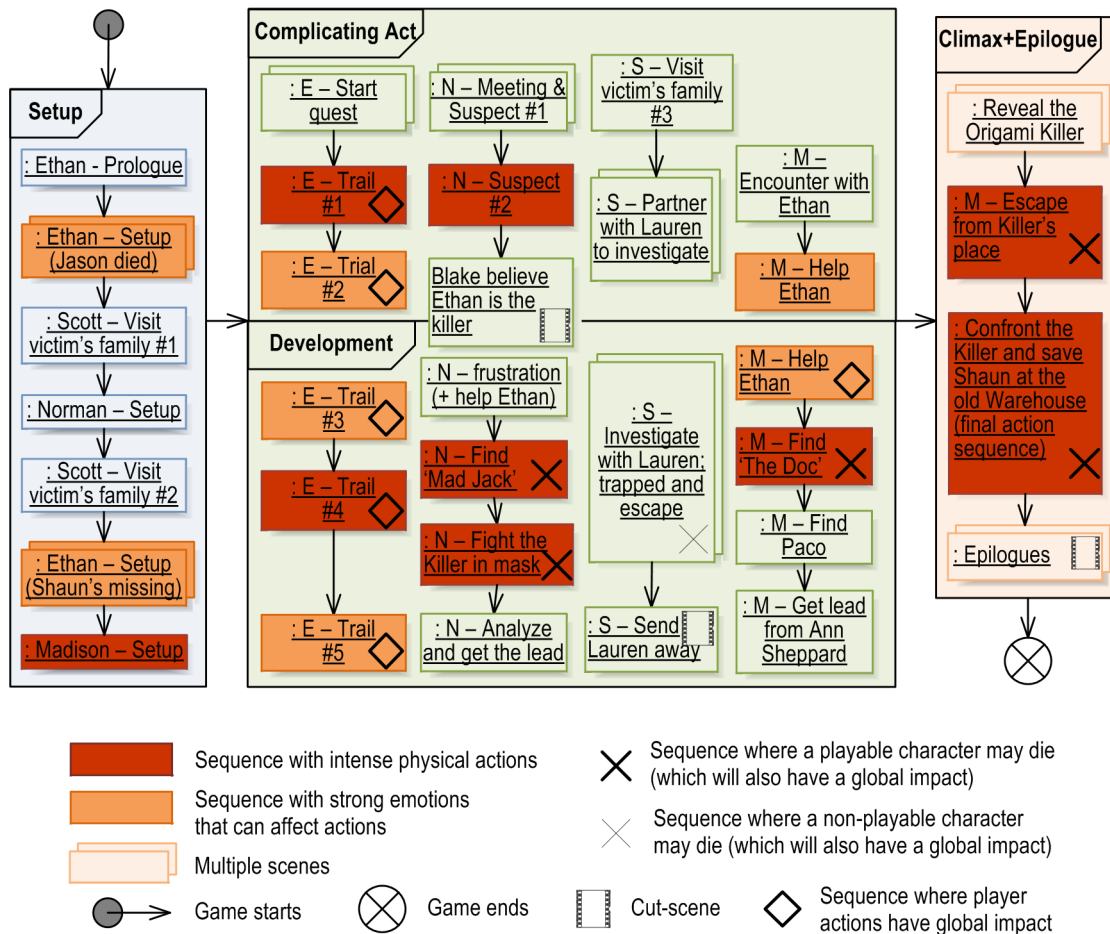 Setup
: Ethan - Prologue
: Ethan – Setup
(Jason died)
: Scott – Visit
victim's family #1
: Norman – Setup
: Scott – Visit
victim's family #2
: Ethan – Setup
(Shaun's missing)
: Madison – Setup
Complicating Act
: E – Start
quest
: E – Trail
#1
: E – Trial
#2
: N – Meeting &
Suspect #1
: N – Suspect
#2
Blake believe
Ethan is the
killer
: S – Visit
victim's family
#3
: S – Partner
with Lauren
to investigate
: M –
Encounter with
Ethan
: M – Help
Ethan
Development
: E – Trail
#3
: E – Trail
#4
: E – Trail
#5
: N – frustration
(+ help Ethan)
: N – Find
'Mad Jack'
: N – Fight the
Killer in mask
: N – Analyze
and get the lead
: S –
Investigate
with Lauren;
trapped and
escape
: S – Send
Lauren away
: M – Help
Ethan
: M – Find
'The Doc'
: M – Find
Paco
: M – Get lead
from Ann
Sheppard
Climax+Epilogue
: Reveal the
Origami Killer
: M – Escape
from Killer's
place
: Confront the
Killer and save
Shaun at the
old Warehouse
(final action
sequence)
: Epilogues
Sequence with intense physical actions
Sequence with strong emotions
that can affect actions
Multiple scenes
Game starts
Game ends
Cut-scene
Sequence where a playable character may die
(which will also have a global impact)
Sequence where a non-playable character
may die (which will also have a global impact)
Sequence where player
actions have global impact